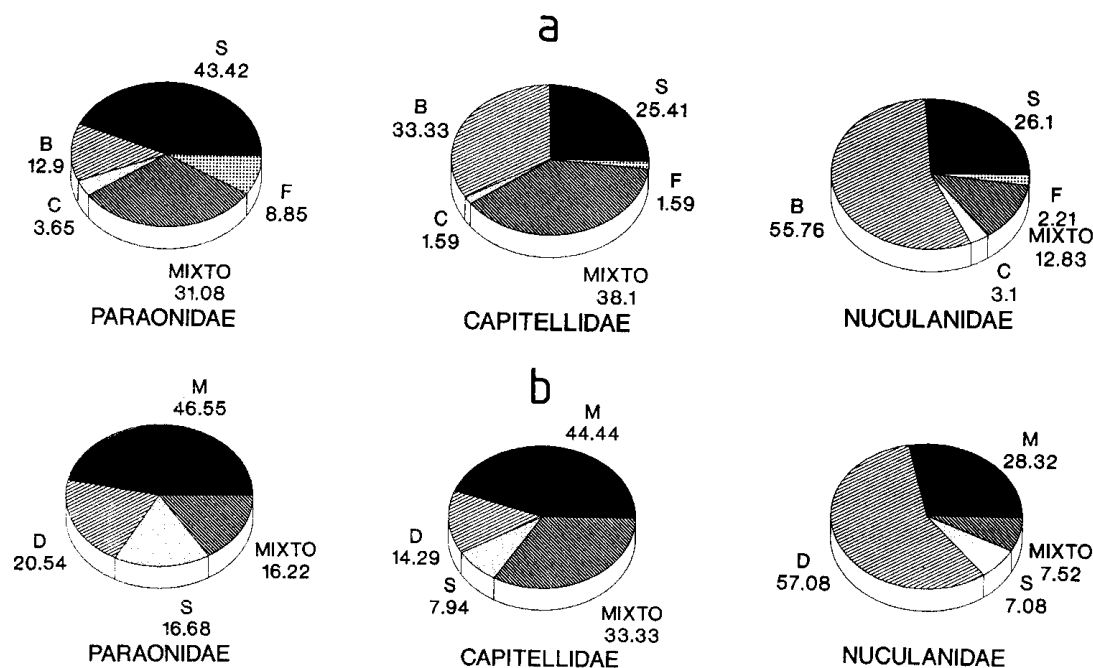 a
S
43.42
B
12.9
C
3.65
F
8.85
MIXTO
31.08
PARAONIDAE
S
25.41
B
33.33
C
1.59
F
1.59
MIXTO
38.1
CAPITELLIDAE
S
26.1
B
55.76
F
2.21
MIXTO
12.83
C
3.1
NUCULANIDAE
b
M
46.55
D
20.54
MIXTO
16.22
S
16.68
PARAONIDAE
M
44.44
D
14.29
S
7.94
MIXTO
33.33
CAPITELLIDAE
M
28.32
D
57.08
MIXTO
7.52
S
7.08
NUCULANIDAE